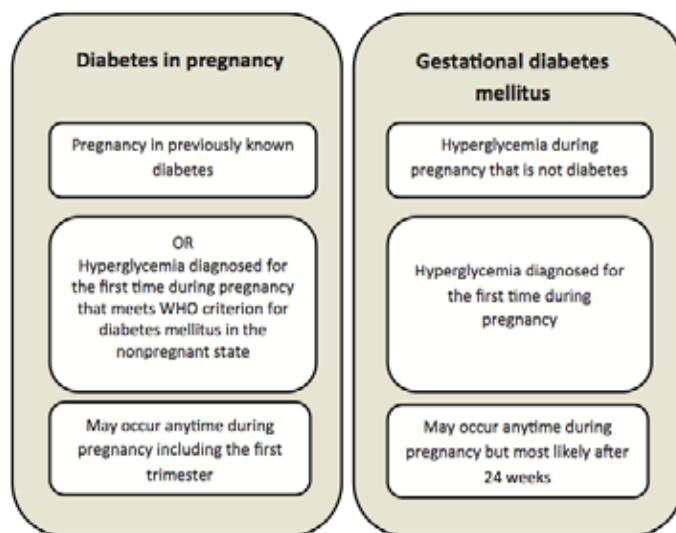 Diabetes in pregnancy
Pregnancy in previously known
diabetes
OR
Hyperglycemia diagnosed for
the first time during pregnancy
that meets WHO criterion for
diabetes mellitus in the
nonpregnant state
May occur anytime during
pregnancy including the first
trimester
Gestational diabetes
mellitus
Hyperglycemia during
pregnancy that is not diabetes
Hyperglycemia diagnosed for
the first time during
pregnancy
May occur anytime during
pregnancy but most likely after
24 weeks